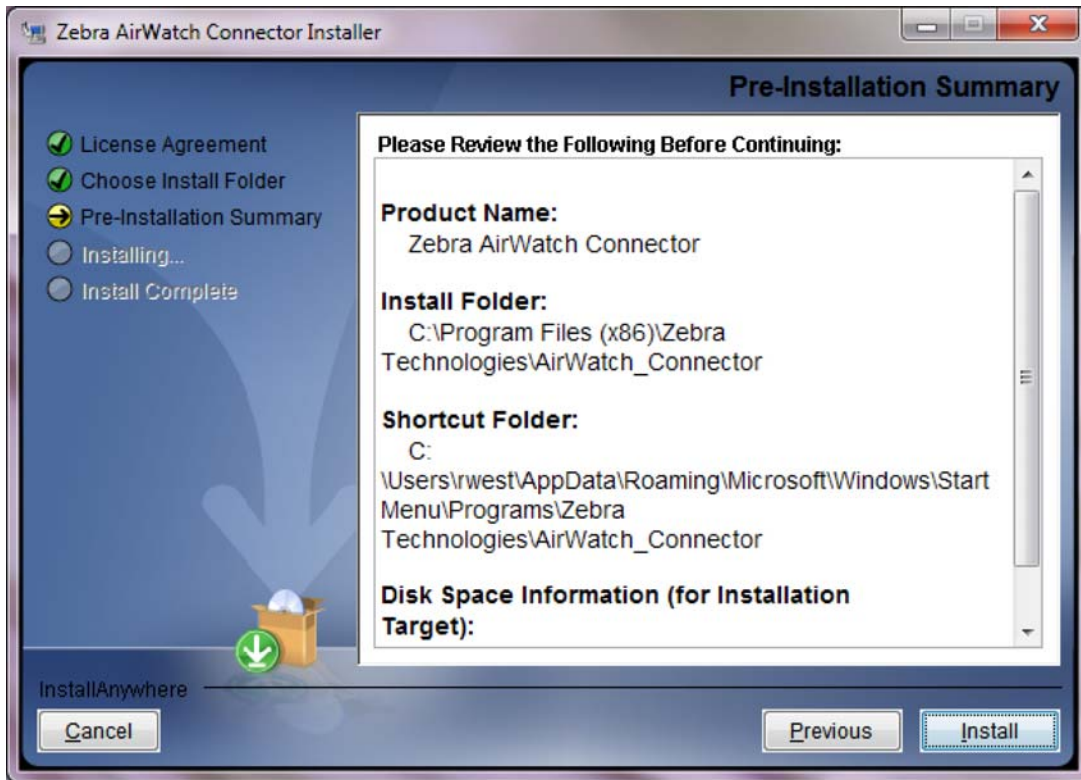 Zebra AirWatch Connector Installer
Pre-Installation Summary
License Agreement
Choose Install Folder
Pre-Installation Summary
Installing...
Install Complete
Please Review the Following Before Continuing:
Product Name:
Zebra AirWatch Connector
Install Folder:
C:\Program Files (x86)\Zebra
Technologies\AirWatch_Connector
Shortcut Folder:
C:
\Users\rwest\AppData\Roaming\Microsoft\Windows\Start
Menu\Programs\Zebra
Technologies\AirWatch_Connector
Disk Space Information (for Installation
Target):
InstallAnywhere
Cancel
Previous
Install